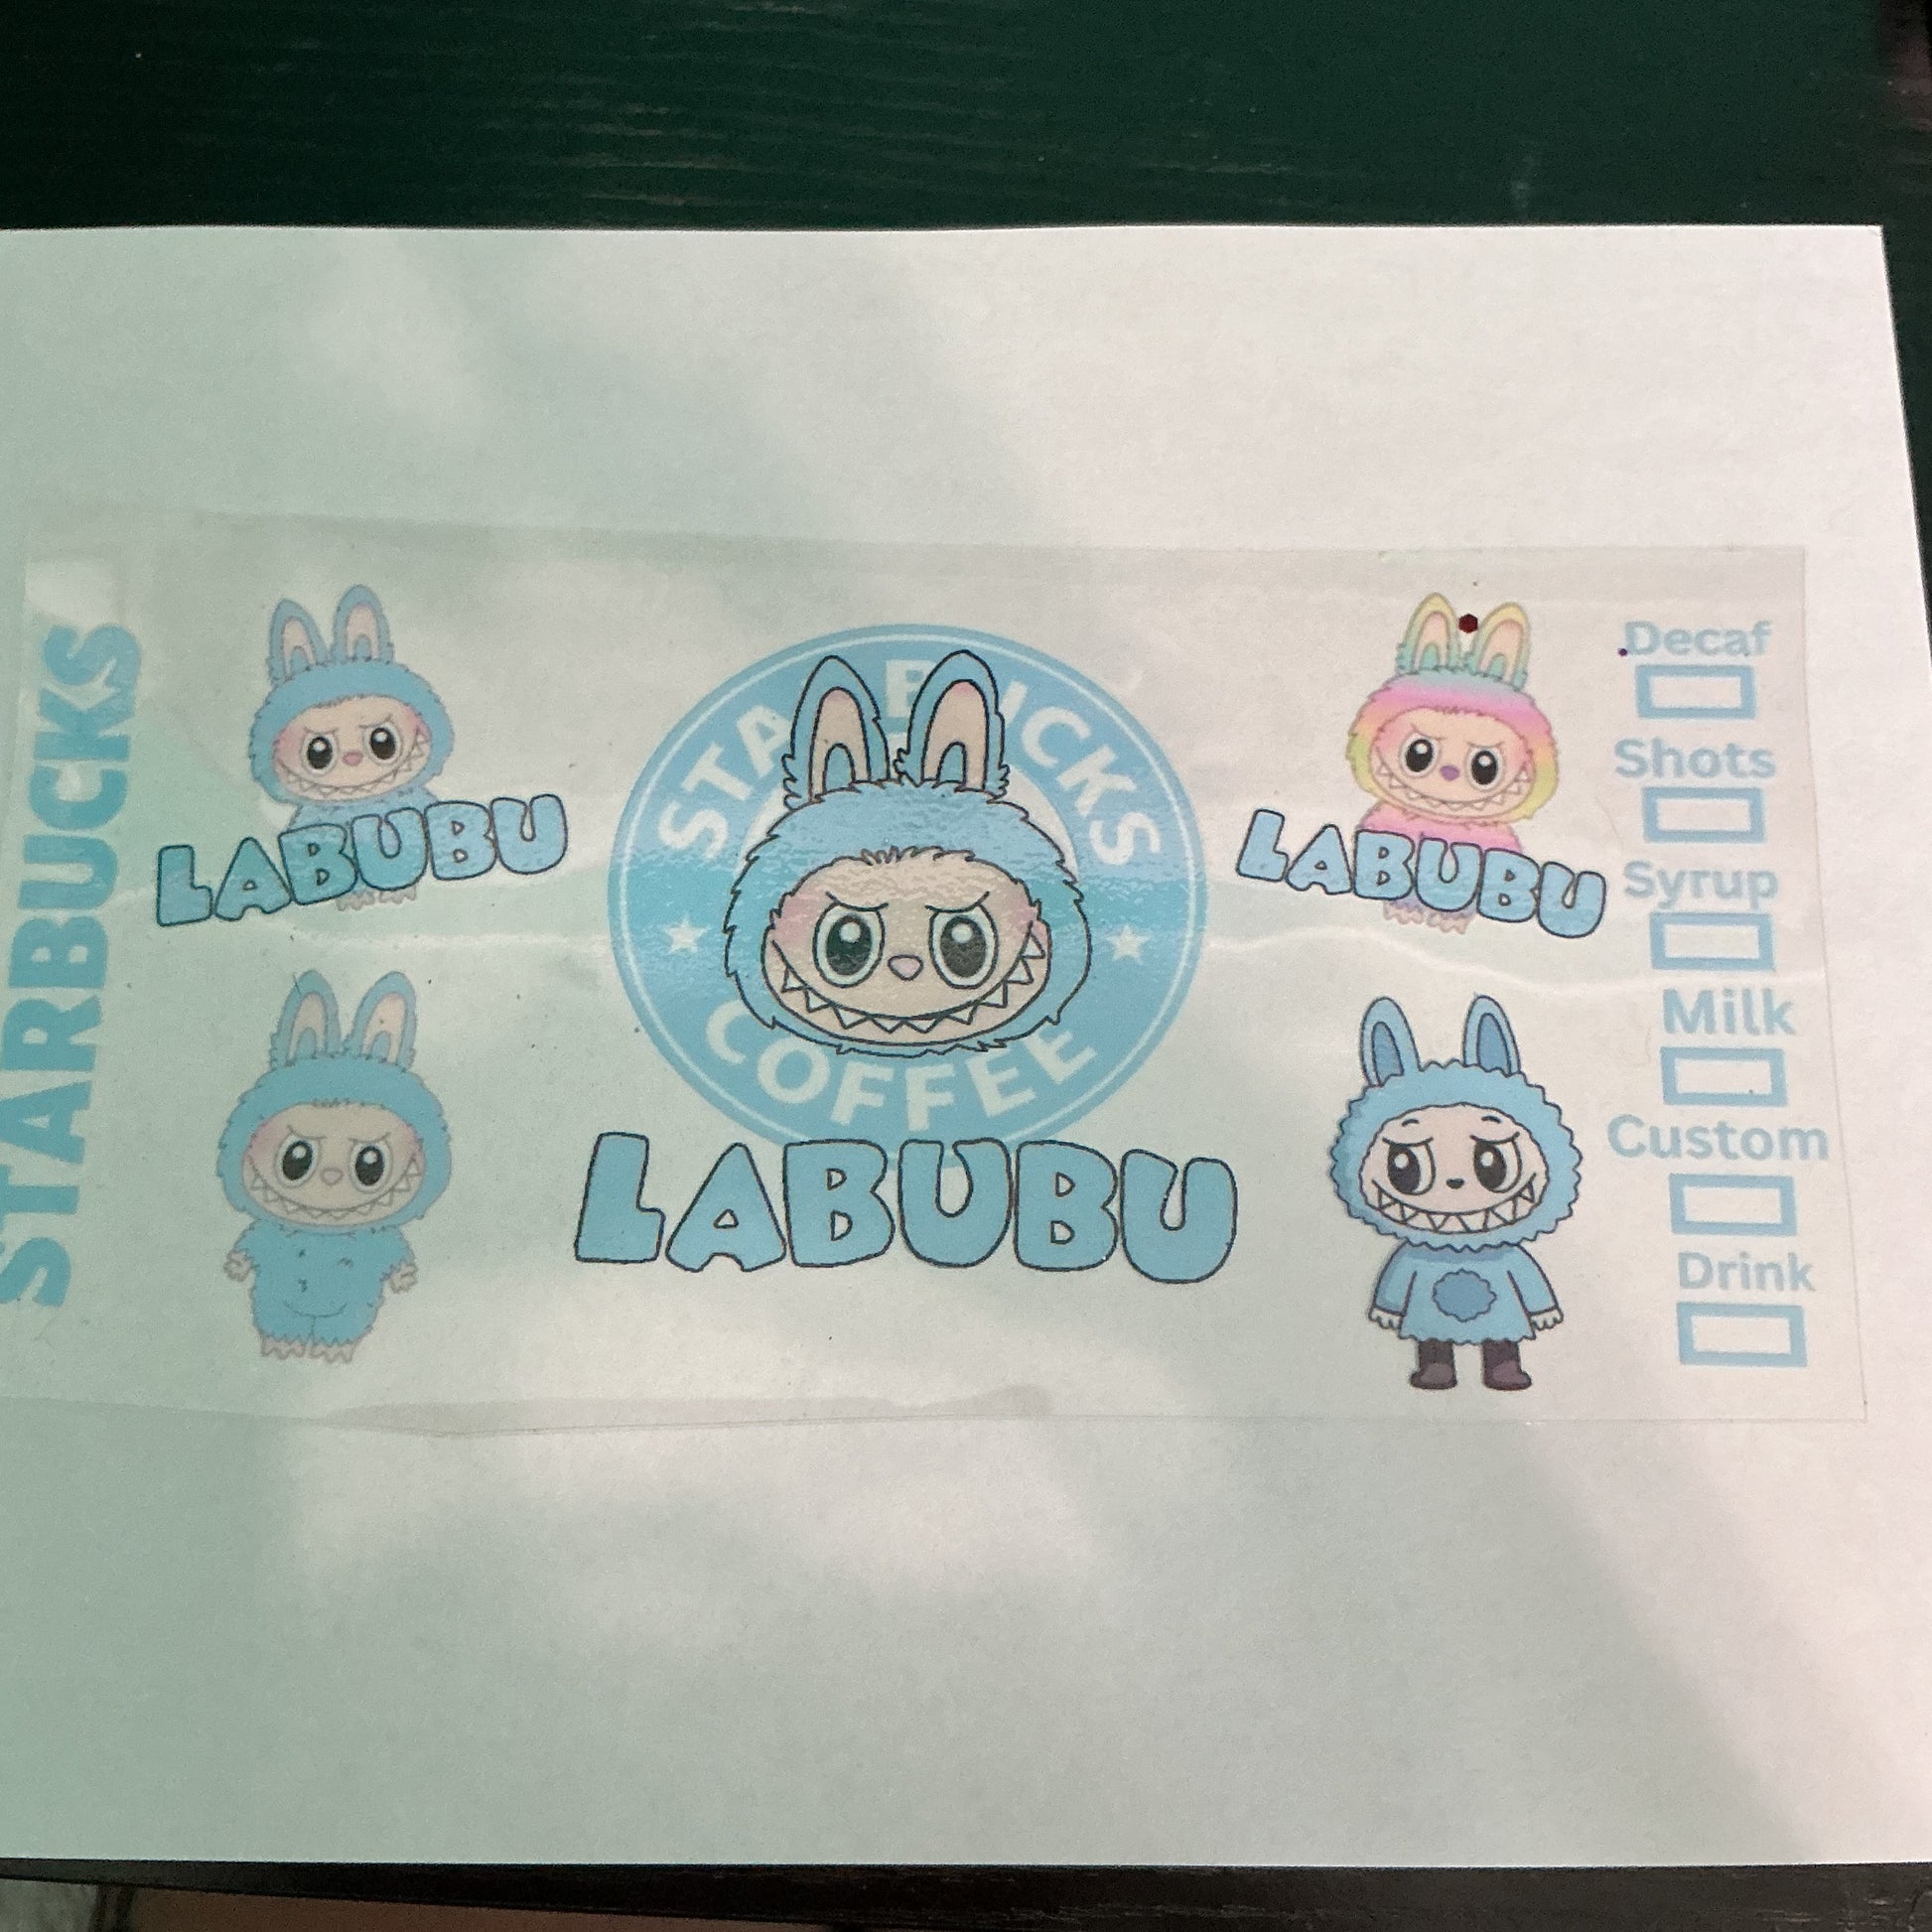 STARBUCKS
LABUBU
STARBUCKS
COFFEE
LABUBU
LABUBU
Decaf
Shots
Syrup
Milk
Custom
Drink